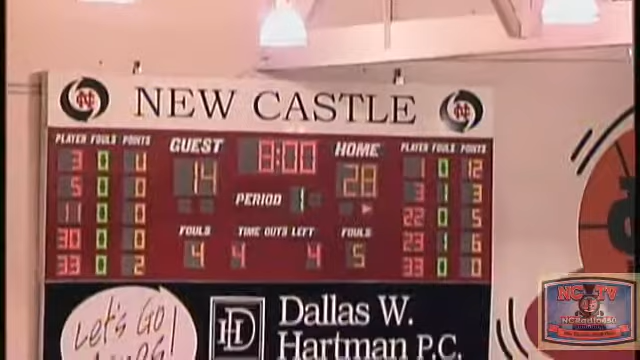 NEW CASTLE
PLAYER FOULS POINTS GUEST 8:00 HOME PLAYER FOULS POINTS
14 28
3 0 1 0 12
5 0 0 3 1 3
PERIOD 1
11 0 0 22 0 5
FOULS TIME OUTS LEFT FOULS
30 0 0 4 4 4 5 23 1 6
33 0 2 33 0 0
Let's Go
Dallas W.
Hartman P.C.
NC TV